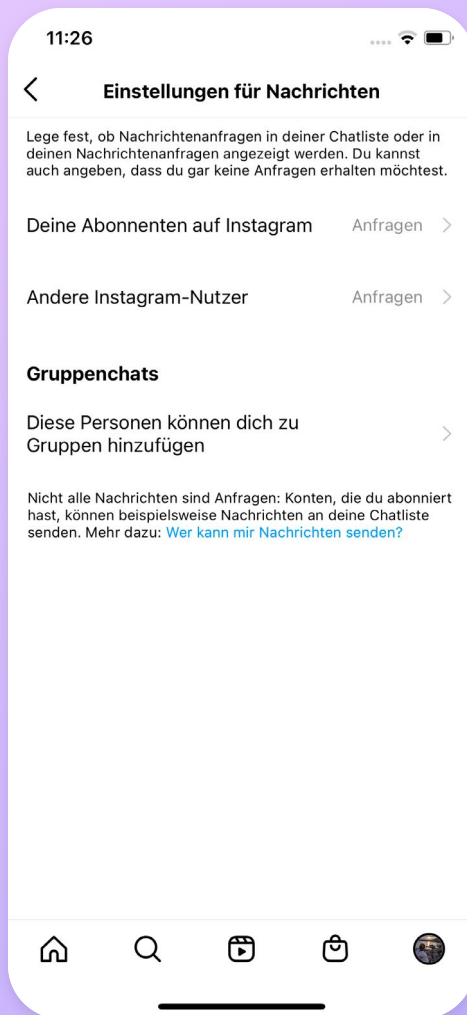 11:26
Einstellungen für Nachrichten
Lege fest, ob Nachrichtenanfragen in deiner Chatliste oder in
deinen Nachrichtenanfragen angezeigt werden. Du kannst
auch angeben, dass du gar keine Anfragen erhalten möchtest.
Deine Abonnenten auf Instagram Anfragen
Andere Instagram-Nutzer Anfragen
Gruppenchats
Diese Personen können dich zu
Gruppen hinzufügen
Nicht alle Nachrichten sind Anfragen: Konten, die du abonniert
hast, können beispielsweise Nachrichten an deine Chatliste
senden. Mehr dazu: Wer kann mir Nachrichten senden?